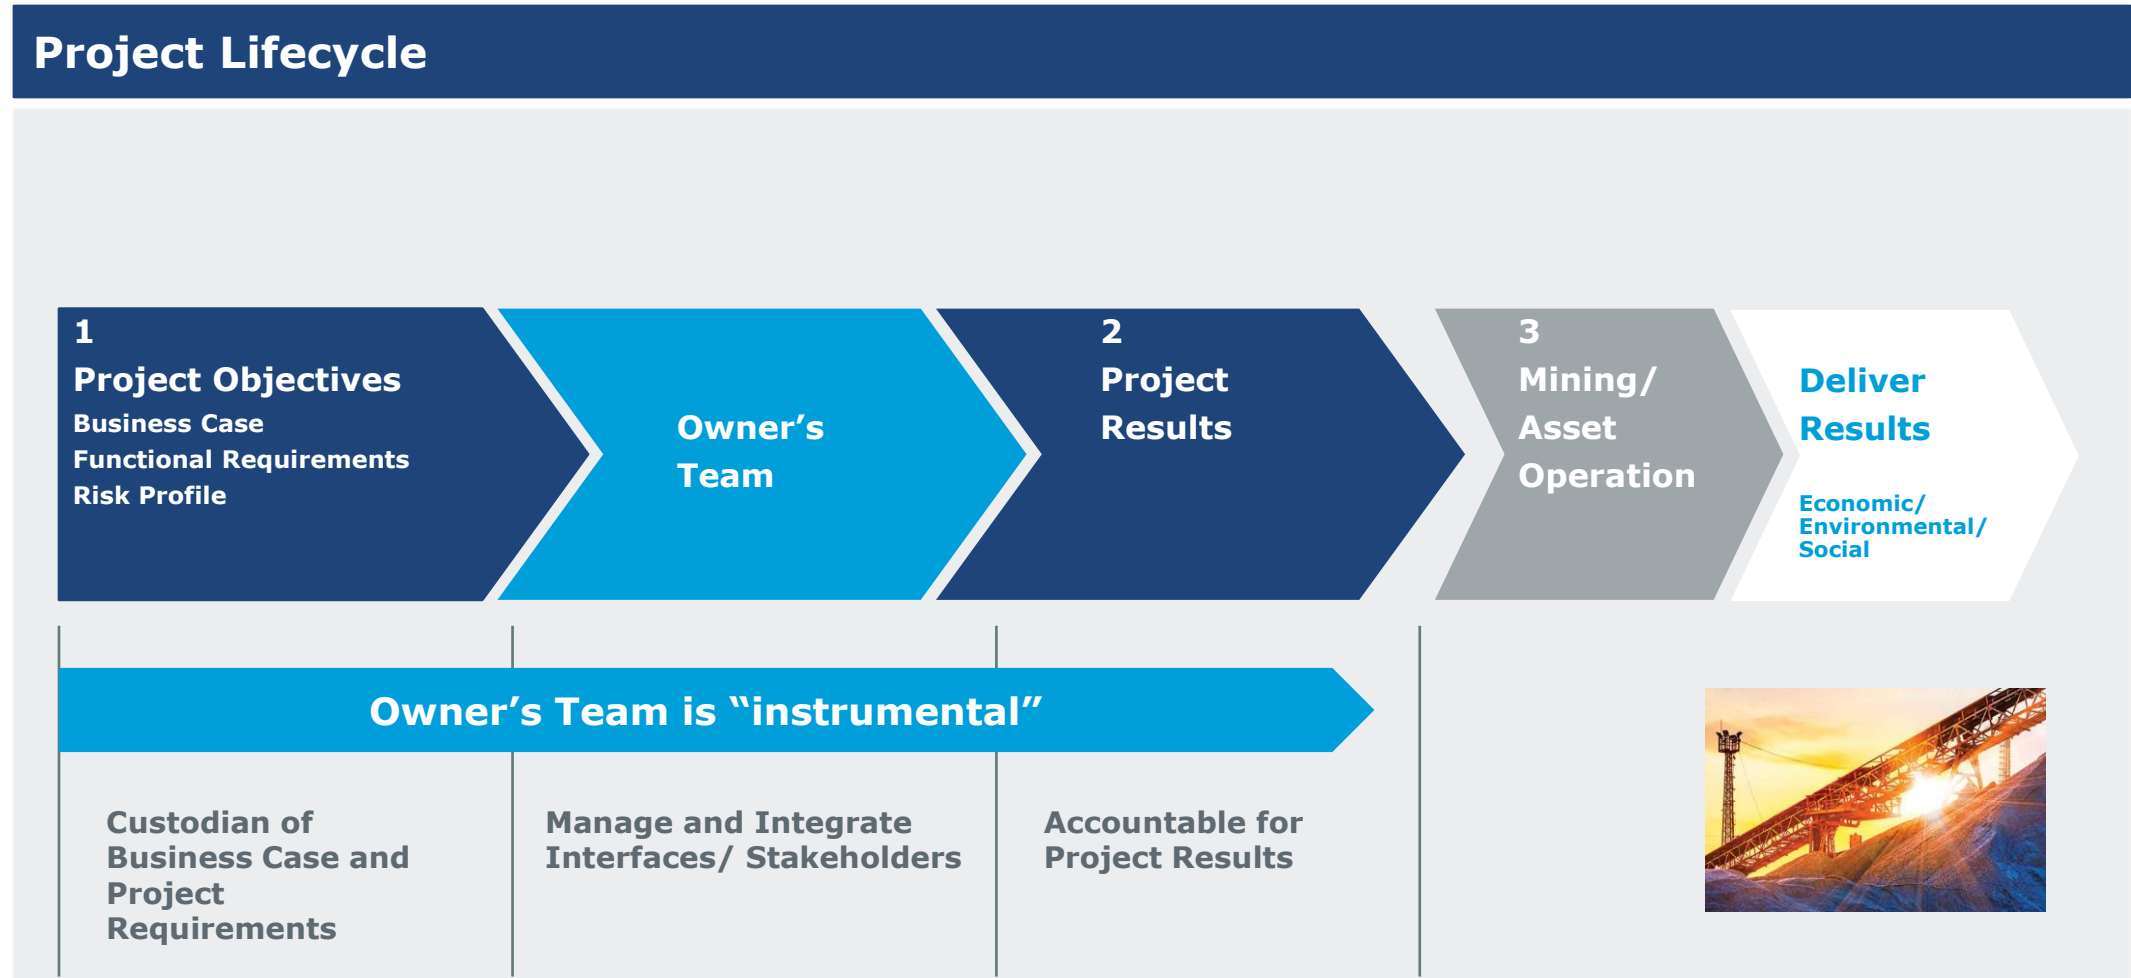 Project Lifecycle
1
Project Objectives
Business Case
Functional Requirements
Risk Profile
Owner’s
Team
2
Project
Results
3
Mining/
Asset
Operation
Deliver
Results
Economic/
Environmental/
Social
Owner’s Team is “instrumental”
Custodian of
Business Case and
Project
Requirements
Manage and Integrate
Interfaces/ Stakeholders
Accountable for
Project Results